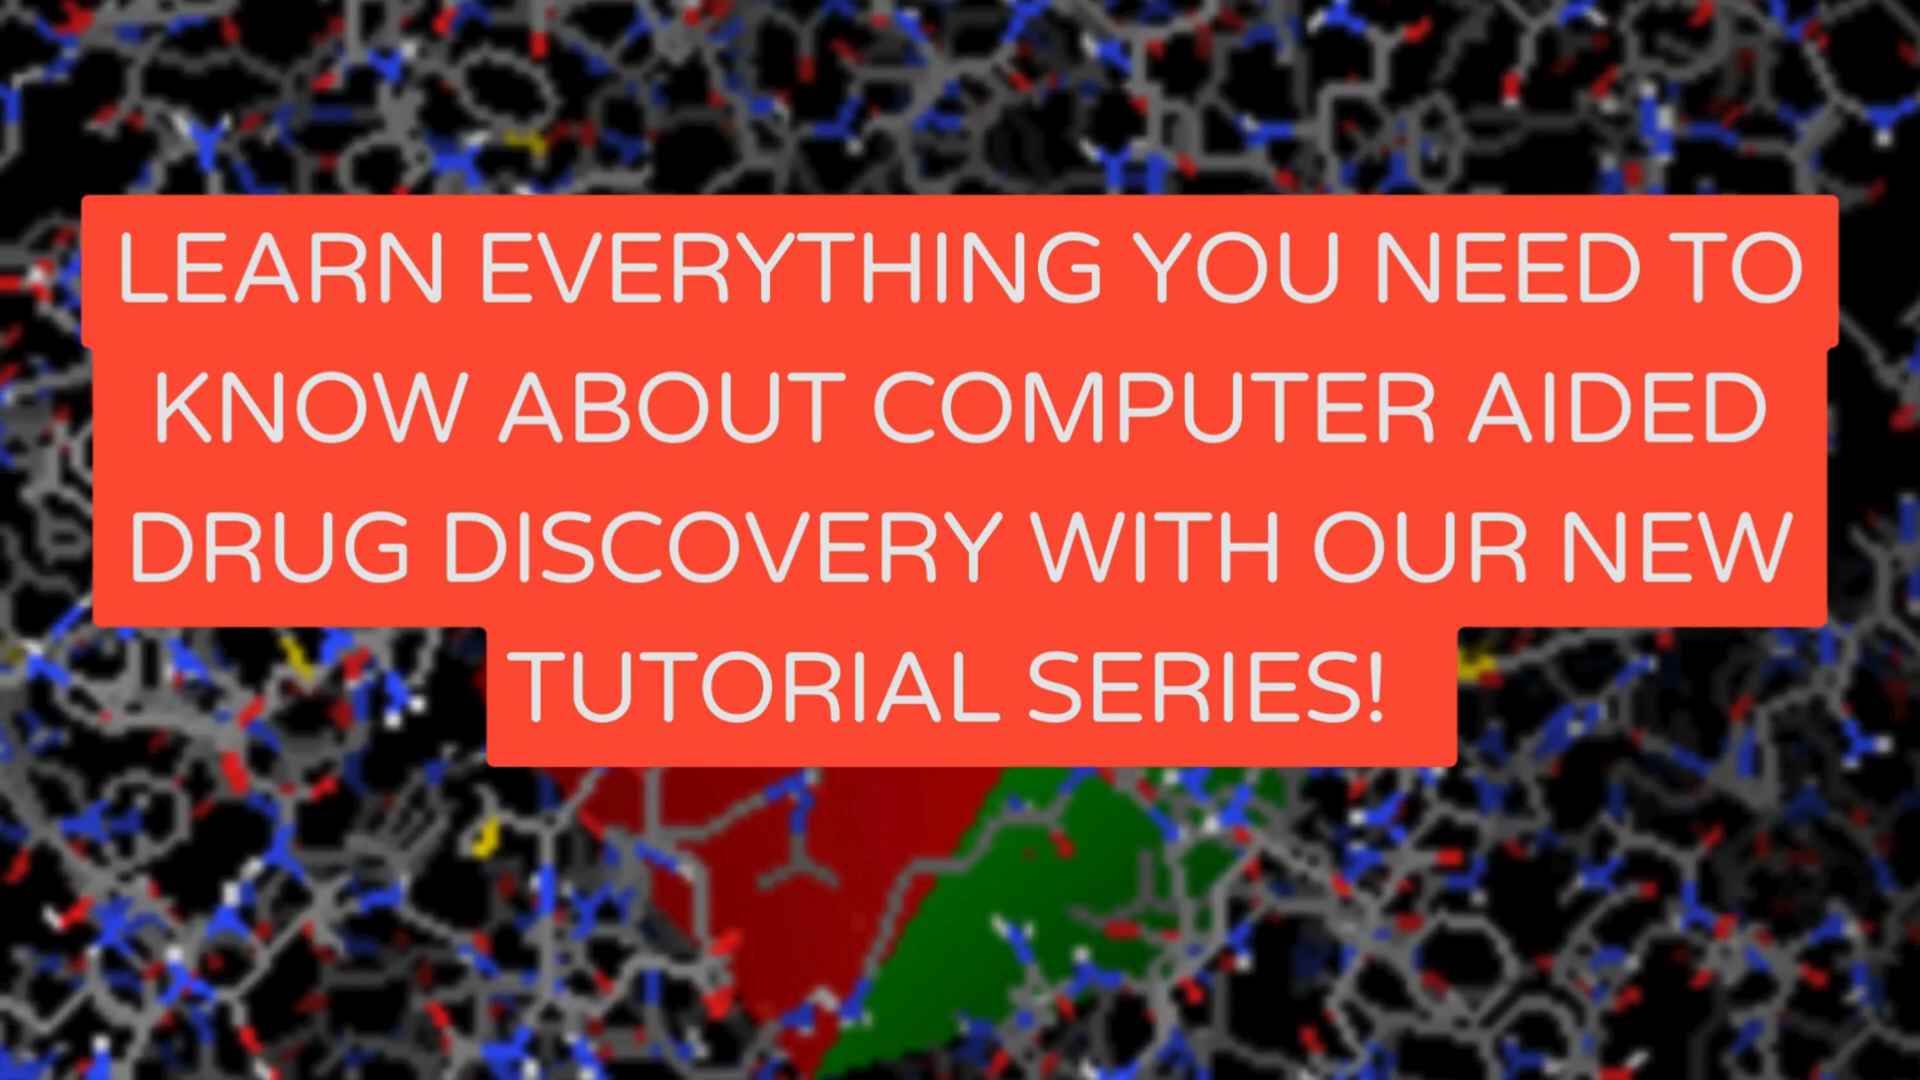 LEARN EVERYTHING YOU NEED TO
KNOW ABOUT COMPUTER AIDED
DRUG DISCOVERY WITH OUR NEW
TUTORIAL SERIES!